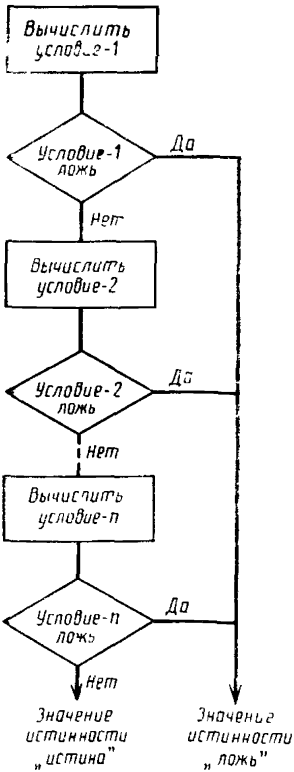 Вычислить
условие-1
Условие-1
ложь
Да
Нет
Вычислить
условие-2
Условие-2
ложь
Да
Нет
Вычислить
условие-n
Условие-n
ложь
Да
Нет
Значение
истинности
„истина"
Значение
истинности
„ложь"